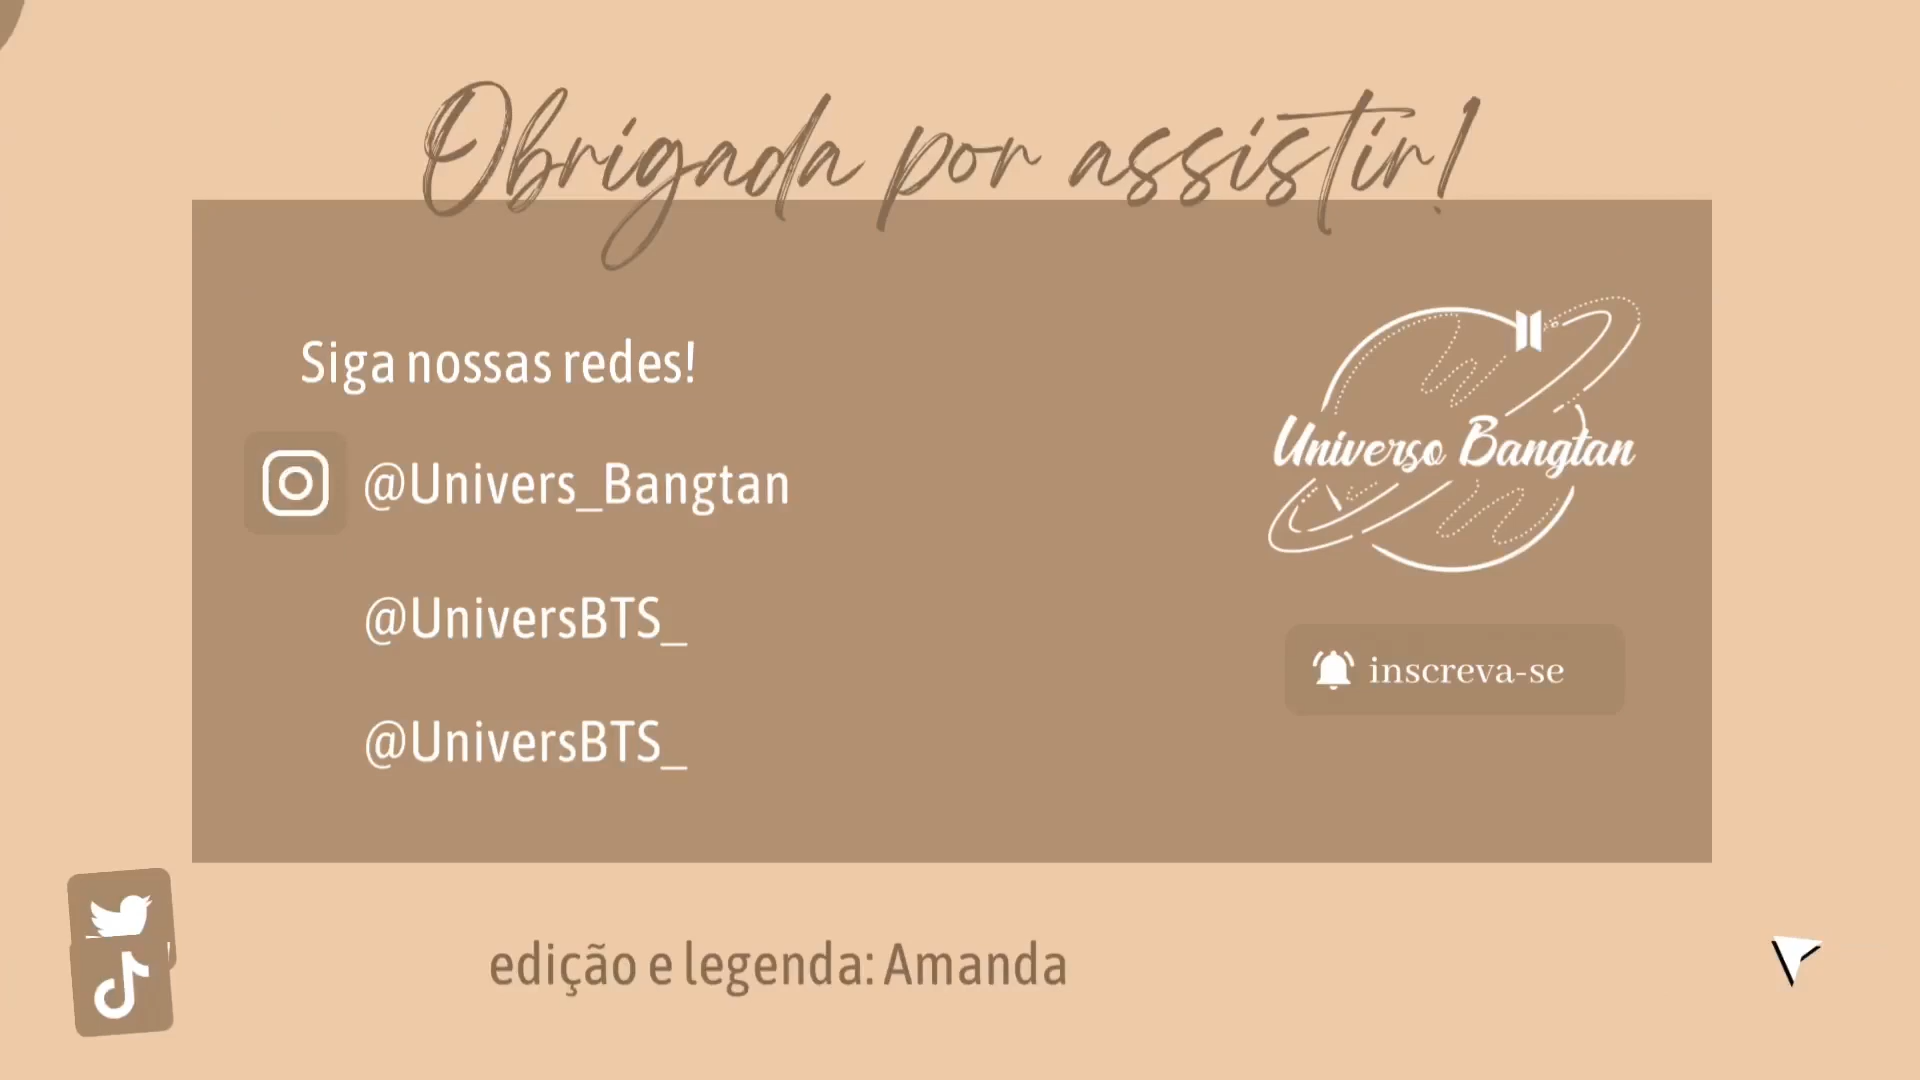 Obrigada por assistir!
Siga nossas redes!
@Univers_Bangtan
@UniversBTS_
@UniversBTS_
Universo Bangtan
inscreva-se
edição e legenda: Amanda